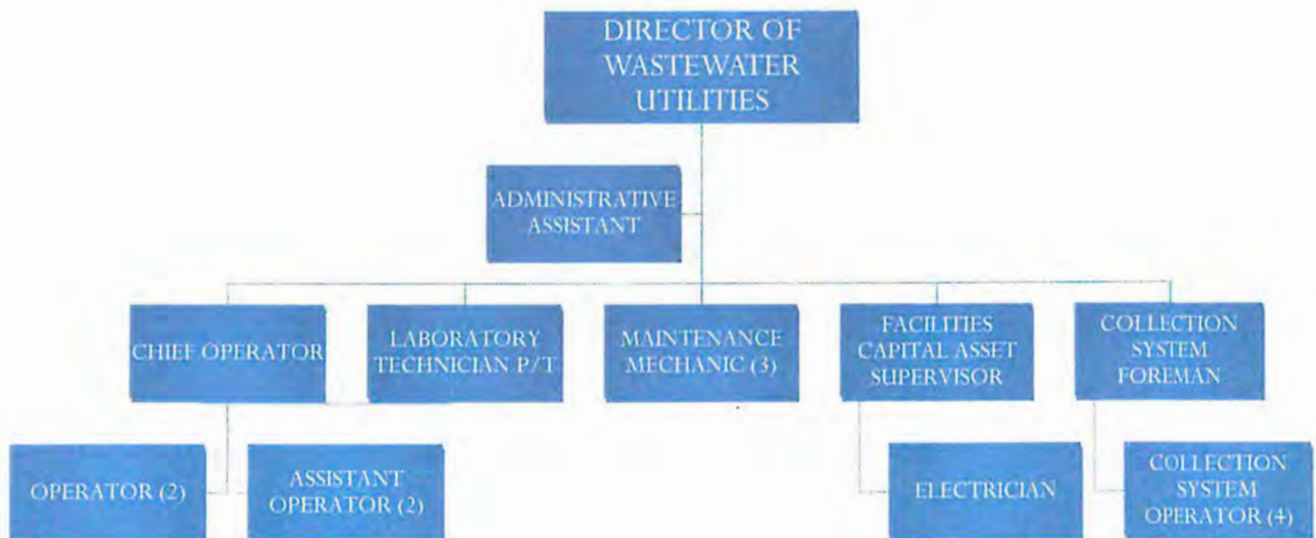 DIRECTOR OF
WASTEWATER
UTILITIES
ADMINISTRATIVE
ASSISTANT
CHIEF OPERATOR
LABORATORY
TECHNICIAN P/T
MAINTENANCE
MECHANIC (3)
FACILITIES
CAPITAL ASSET
SUPERVISOR
COLLECTION
SYSTEM
FOREMAN
OPERATOR (2)
ASSISTANT
OPERATOR (2)
ELECTRICIAN
COLLECTION
SYSTEM
OPERATOR (4)